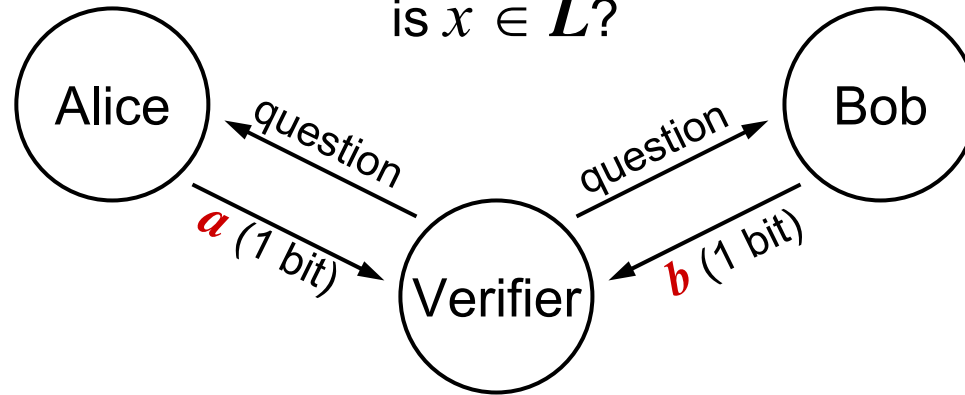 is x ∈ L?
Alice
question
question
Bob
a (1 bit)
b (1 bit)
Verifier